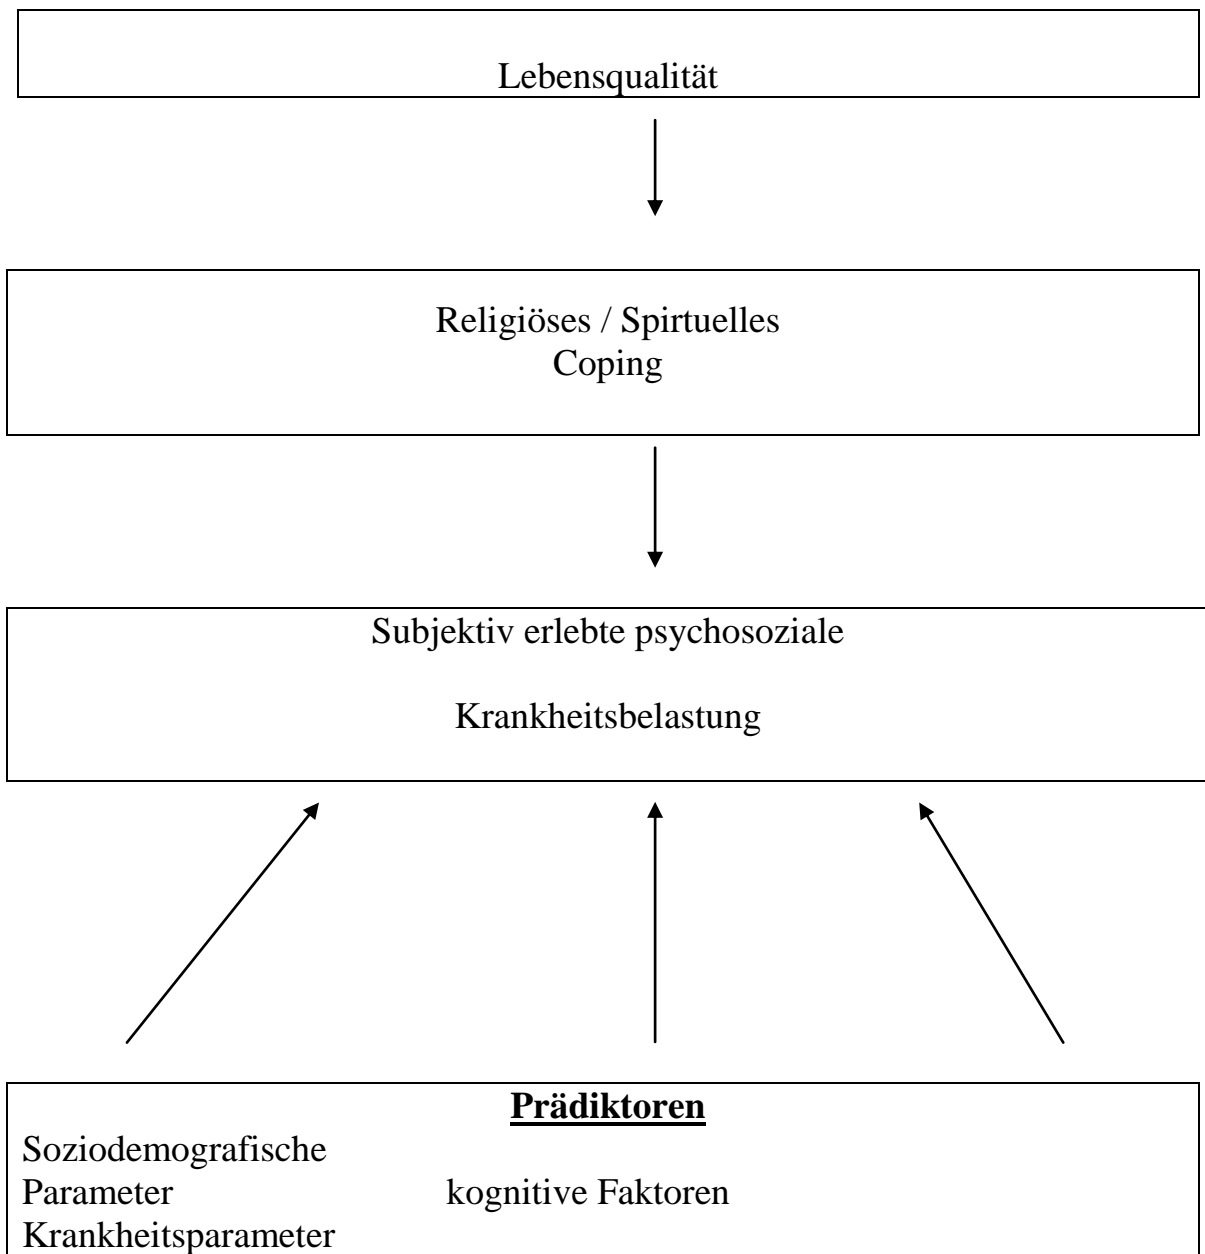 Lebensqualität
Religiöses / Spirtuelles
Coping
Subjektiv erlebte psychosoziale
Krankheitsbelastung
Prädiktoren
Soziodemografische
Parameter kognitive Faktoren
Krankheitsparameter